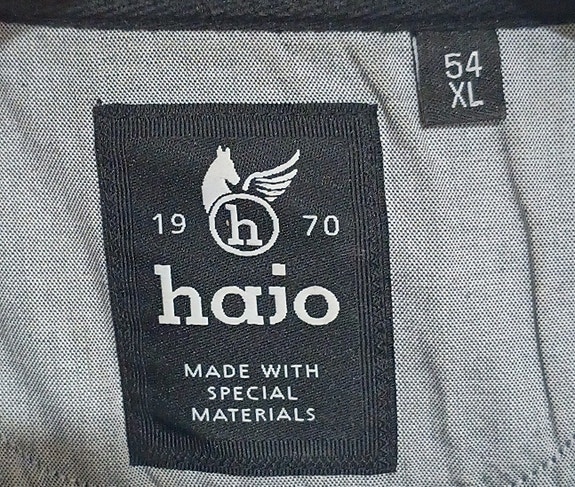 54
XL
19 h 70
hajo
MADE WITH
SPECIAL
MATERIALS